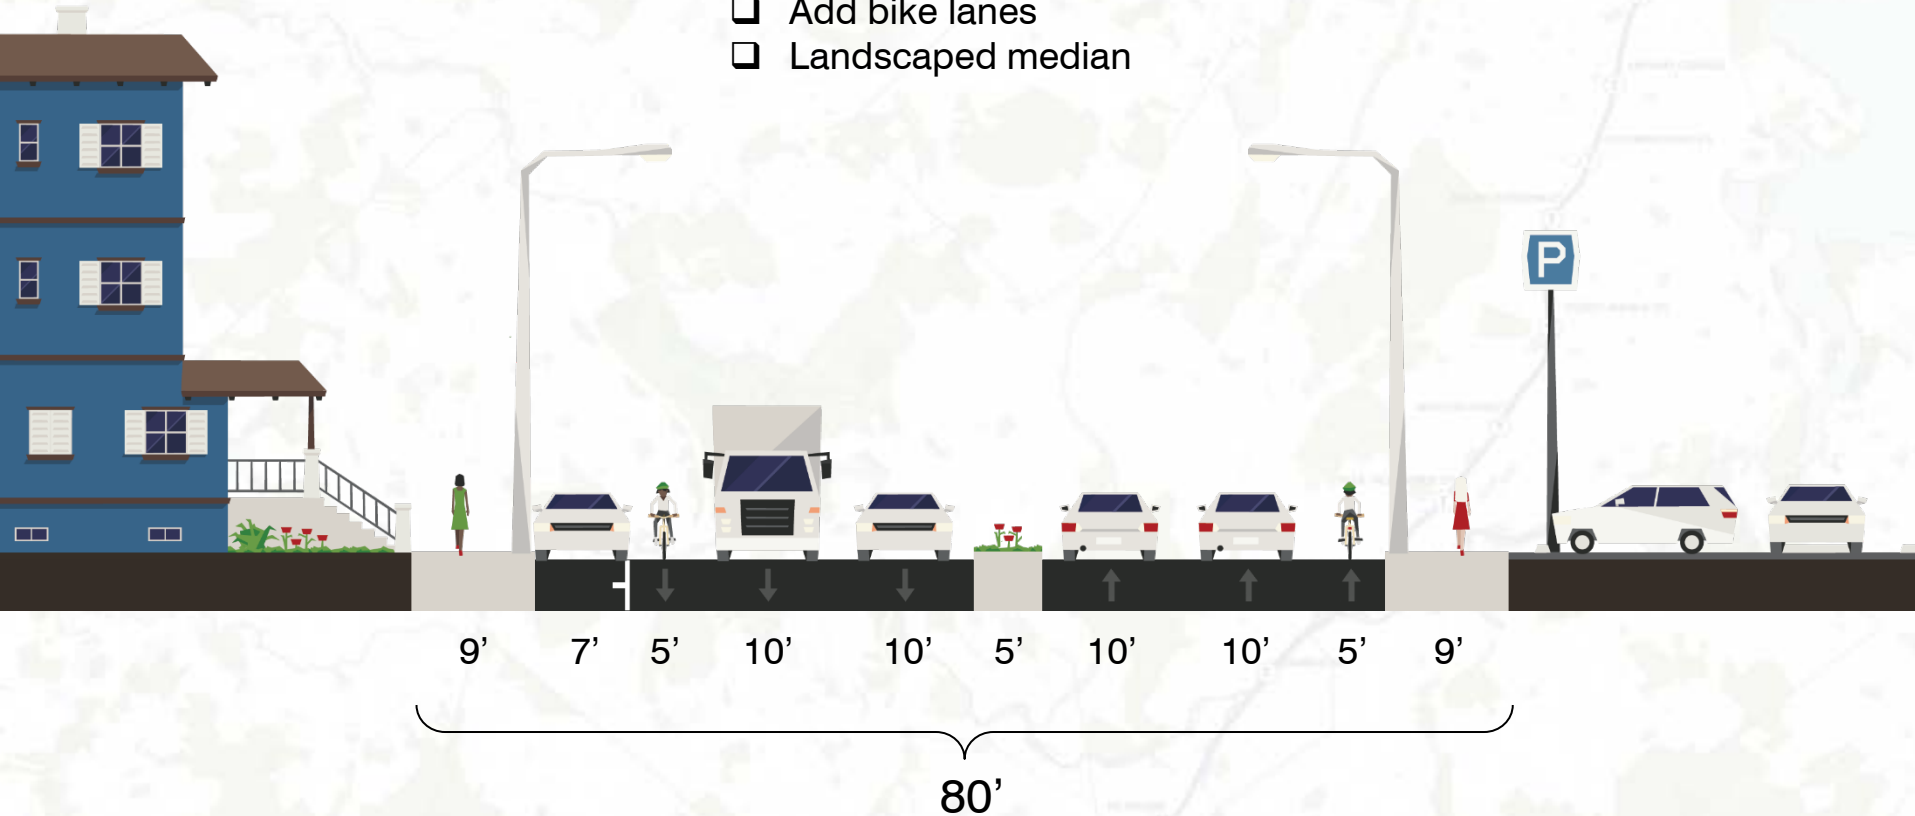 ❑ Add bike lanes
❑ Landscaped median
P
9’ 7’ 5’ 10’ 10’ 5’ 10’ 10’ 5’ 9’
80’